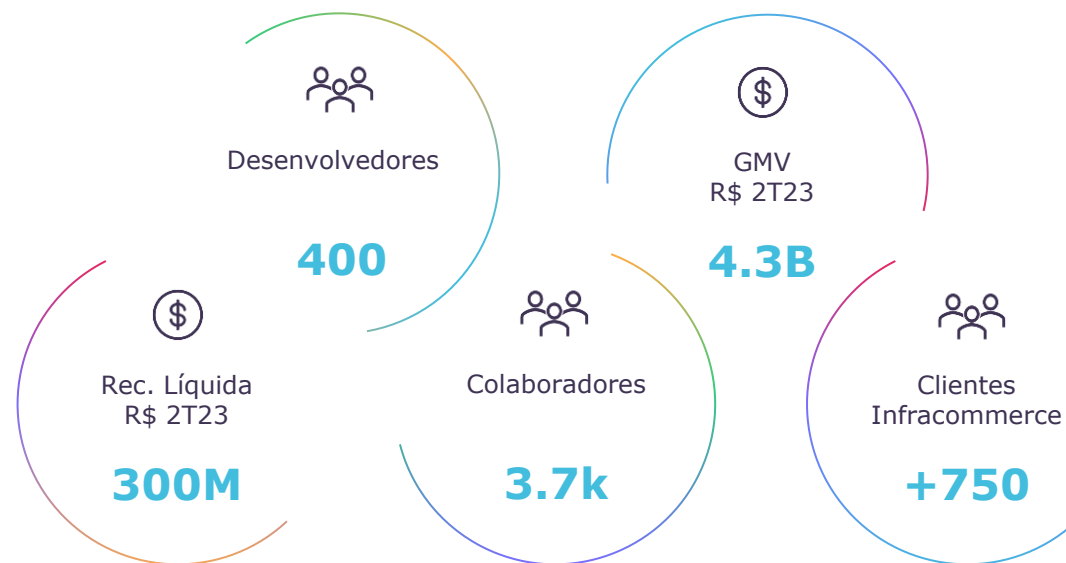 Desenvolvedores
400
GMV
R$ 2T23
4.3B
Rec. Líquida
R$ 2T23
300M
Colaboradores
3.7k
Clientes
Infracommerce
+750